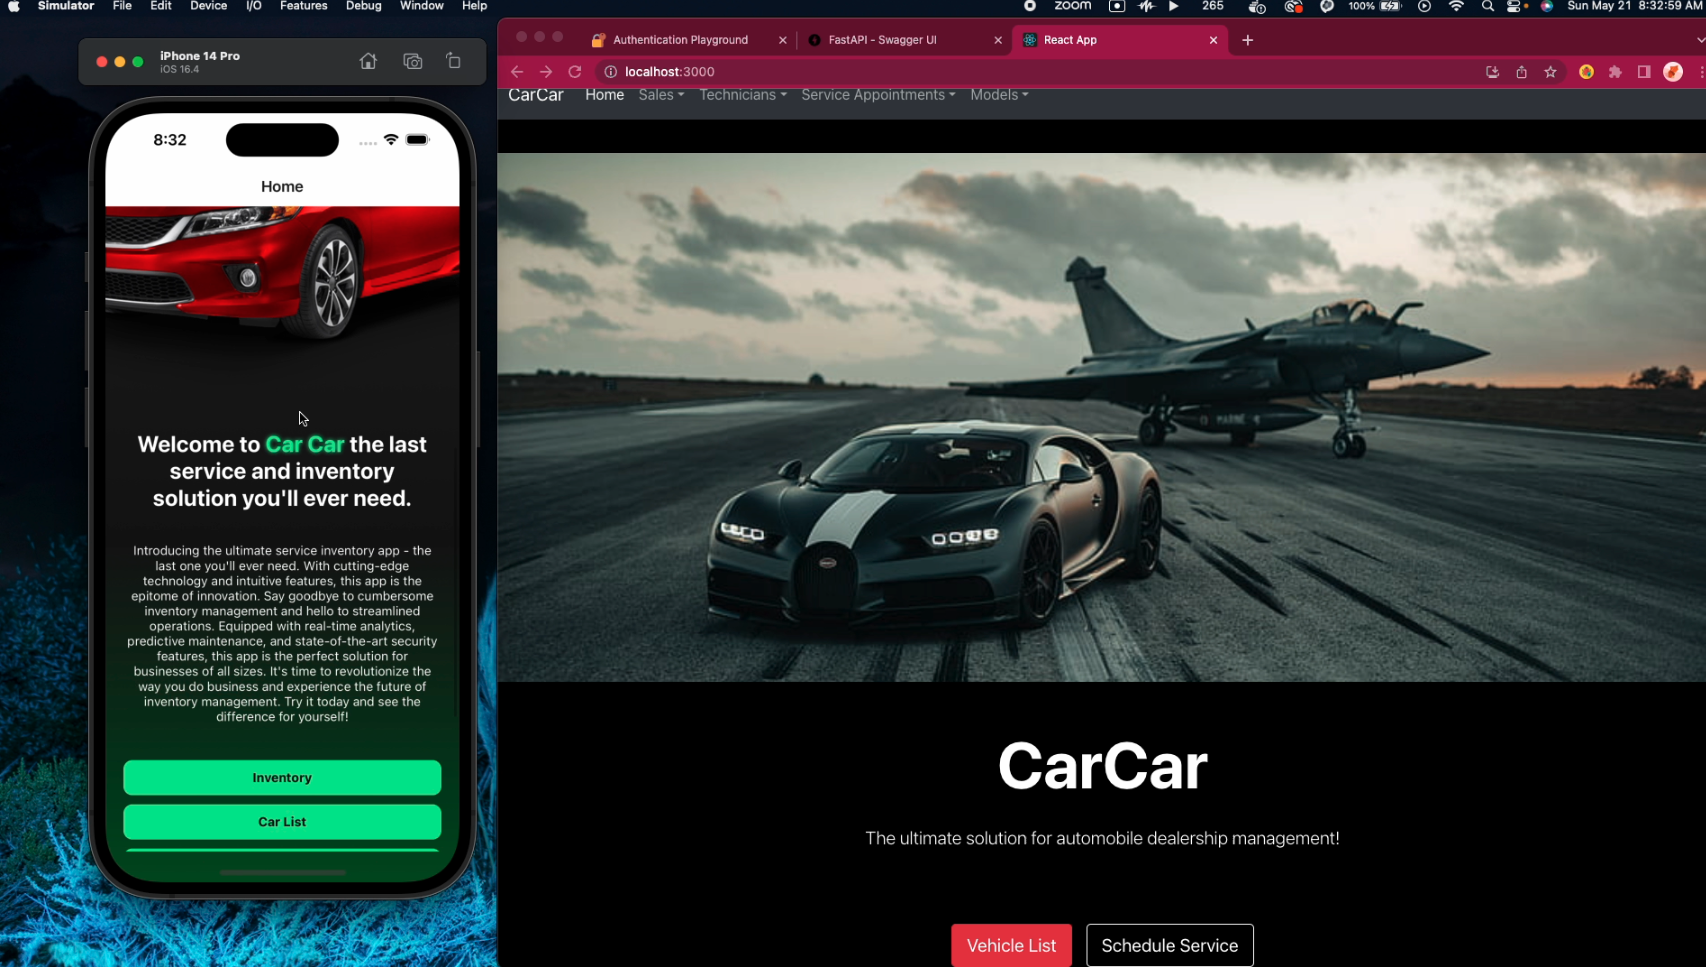 Simulator File Edit Device I/O Features Debug Window Help
zoom 265 100% Sun May 21 8:32:59 AM
iPhone 14 Pro
iOS 16.4
8:32
Home
Welcome to Car Car the last
service and inventory
solution you'll ever need.
Introducing the ultimate service inventory app - the
last one you'll ever need. With cutting-edge
technology and intuitive features, this app is the
epitome of innovation. Say goodbye to cumbersome
inventory management and hello to streamlined
operations. Equipped with real-time analytics,
predictive maintenance, and state-of-the-art security
features, this app is the perfect solution for
businesses of all sizes. It's time to revolutionize the
way you do business and experience the future of
inventory management. Try it today and see the
difference for yourself!
Inventory
Car List
Authentication Playground FastAPI - Swagger UI React App
localhost:3000
CarCar Home Sales Technicians Service Appointments Models
MARINE
CarCar
The ultimate solution for automobile dealership management!
Vehicle List Schedule Service